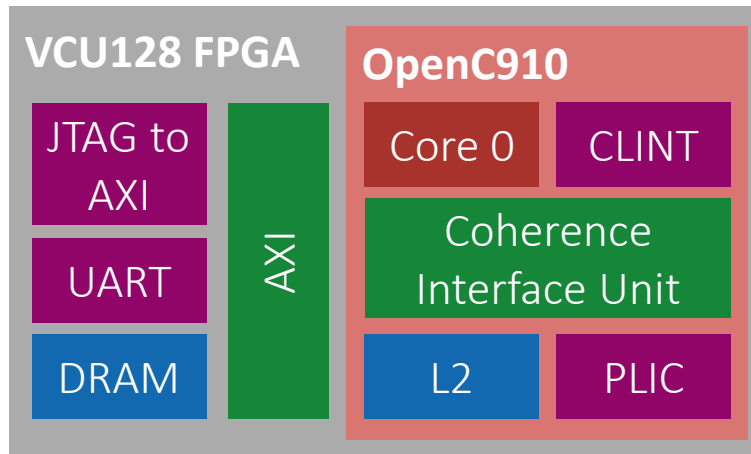 VCU128 FPGA
JTAG to
AXI
UART
DRAM
AXI
OpenC910
Core 0
CLINT
Coherence
Interface Unit
L2
PLIC